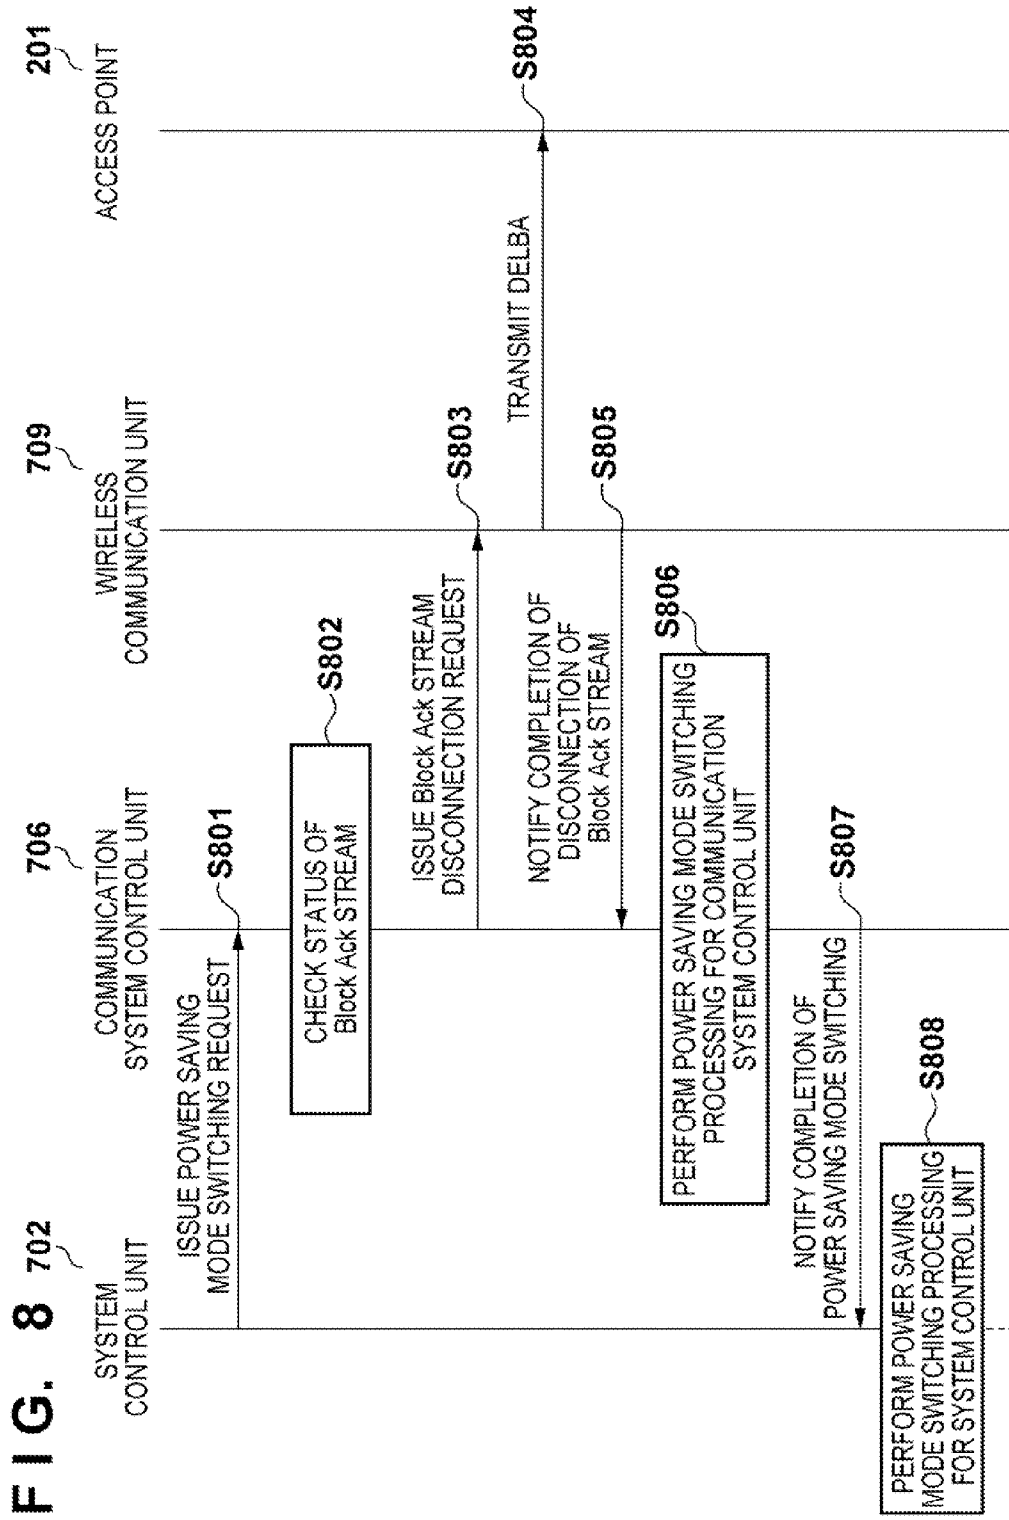 FIG. 8
702
SYSTEM
CONTROL UNIT
706
COMMUNICATION
SYSTEM CONTROL UNIT
709
WIRELESS
COMMUNICATION UNIT
201
ACCESS POINT
ISSUE POWER SAVING
MODE SWITCHING REQUEST
S801
CHECK STATUS OF
Block Ack STREAM
S802
ISSUE Block Ack STREAM
DISCONNECTION REQUEST
S803
TRANSMIT DELBA
S804
NOTIFY COMPLETION OF
DISCONNECTION OF
Block Ack STREAM
S805
PERFORM POWER SAVING MODE SWITCHING
PROCESSING FOR COMMUNICATION
SYSTEM CONTROL UNIT
S806
NOTIFY COMPLETION OF
POWER SAVING MODE SWITCHING
S807
PERFORM POWER SAVING
MODE SWITCHING PROCESSING
FOR SYSTEM CONTROL UNIT
S808